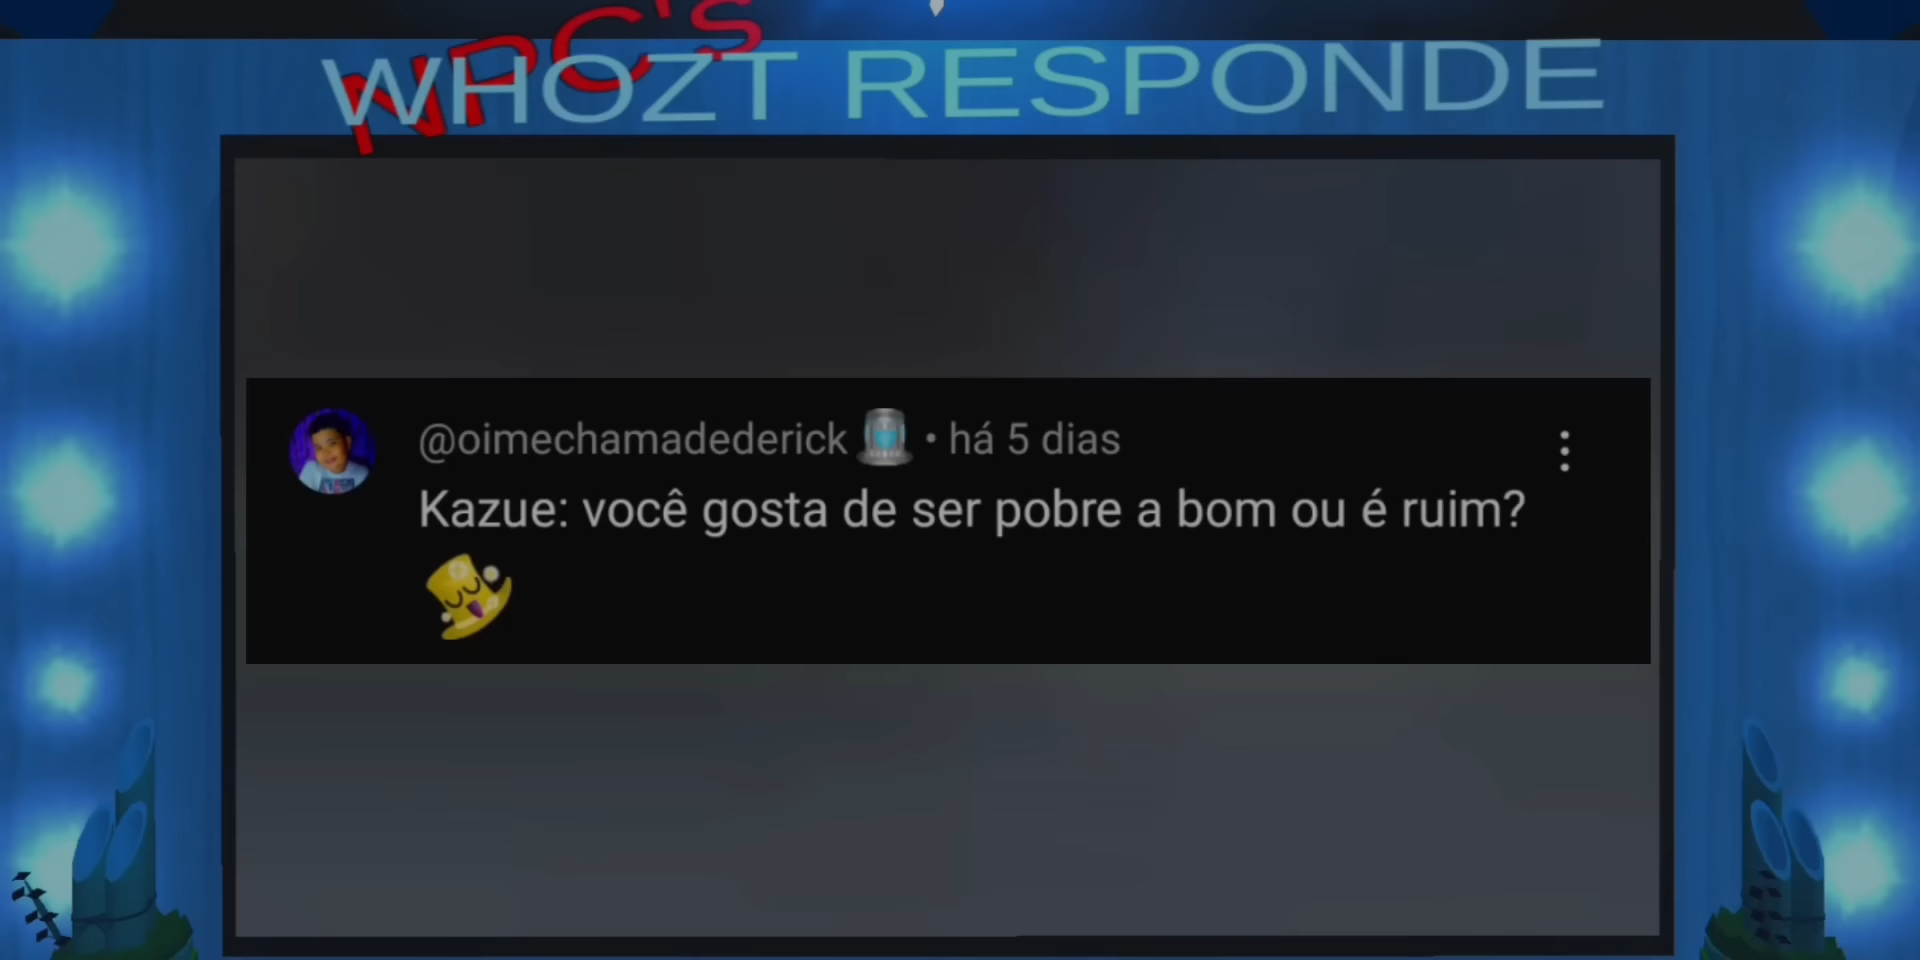 NPC's
WHOZT RESPONDE
@oimechamadederick • há 5 dias
Kazue: você gosta de ser pobre a bom ou é ruim?